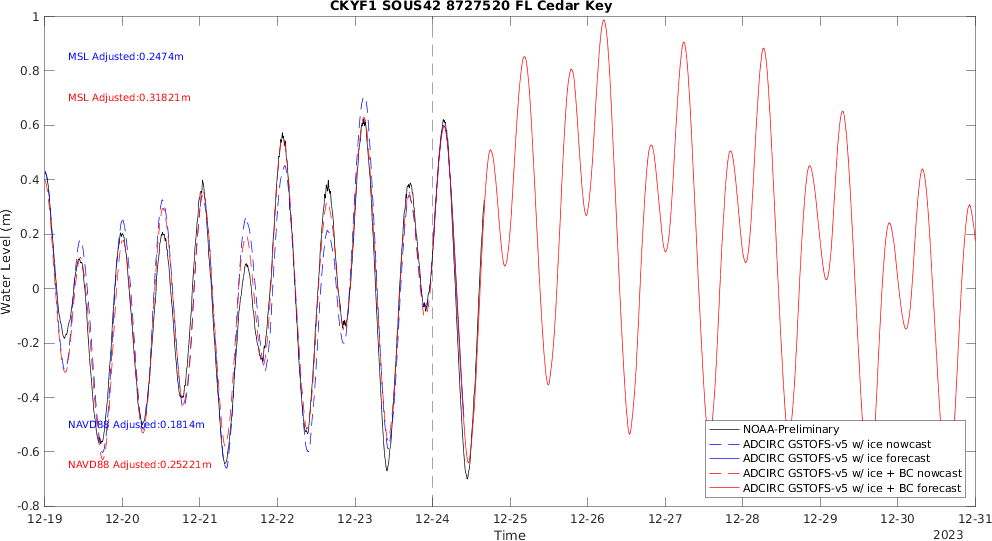 CKYF1 SOUS42 8727520 FL Cedar Key
1
0.8
0.6
0.4
0.2
0
-0.2
-0.4
-0.6
-0.8
Water Level (m)
MSL Adjusted:0.2474m
MSL Adjusted:0.31821m
NAVD88 Adjusted:0.1814m
NAVD88 Adjusted:0.25221m
NOAA-Preliminary
ADCIRC GSTOFS-v5 w/ ice nowcast
ADCIRC GSTOFS-v5 w/ ice forecast
ADCIRC GSTOFS-v5 w/ ice + BC nowcast
ADCIRC GSTOFS-v5 w/ ice + BC forecast
12-19 12-20 12-21 12-22 12-23 12-24 12-25 12-26 12-27 12-28 12-29 12-30 12-31
Time
2023